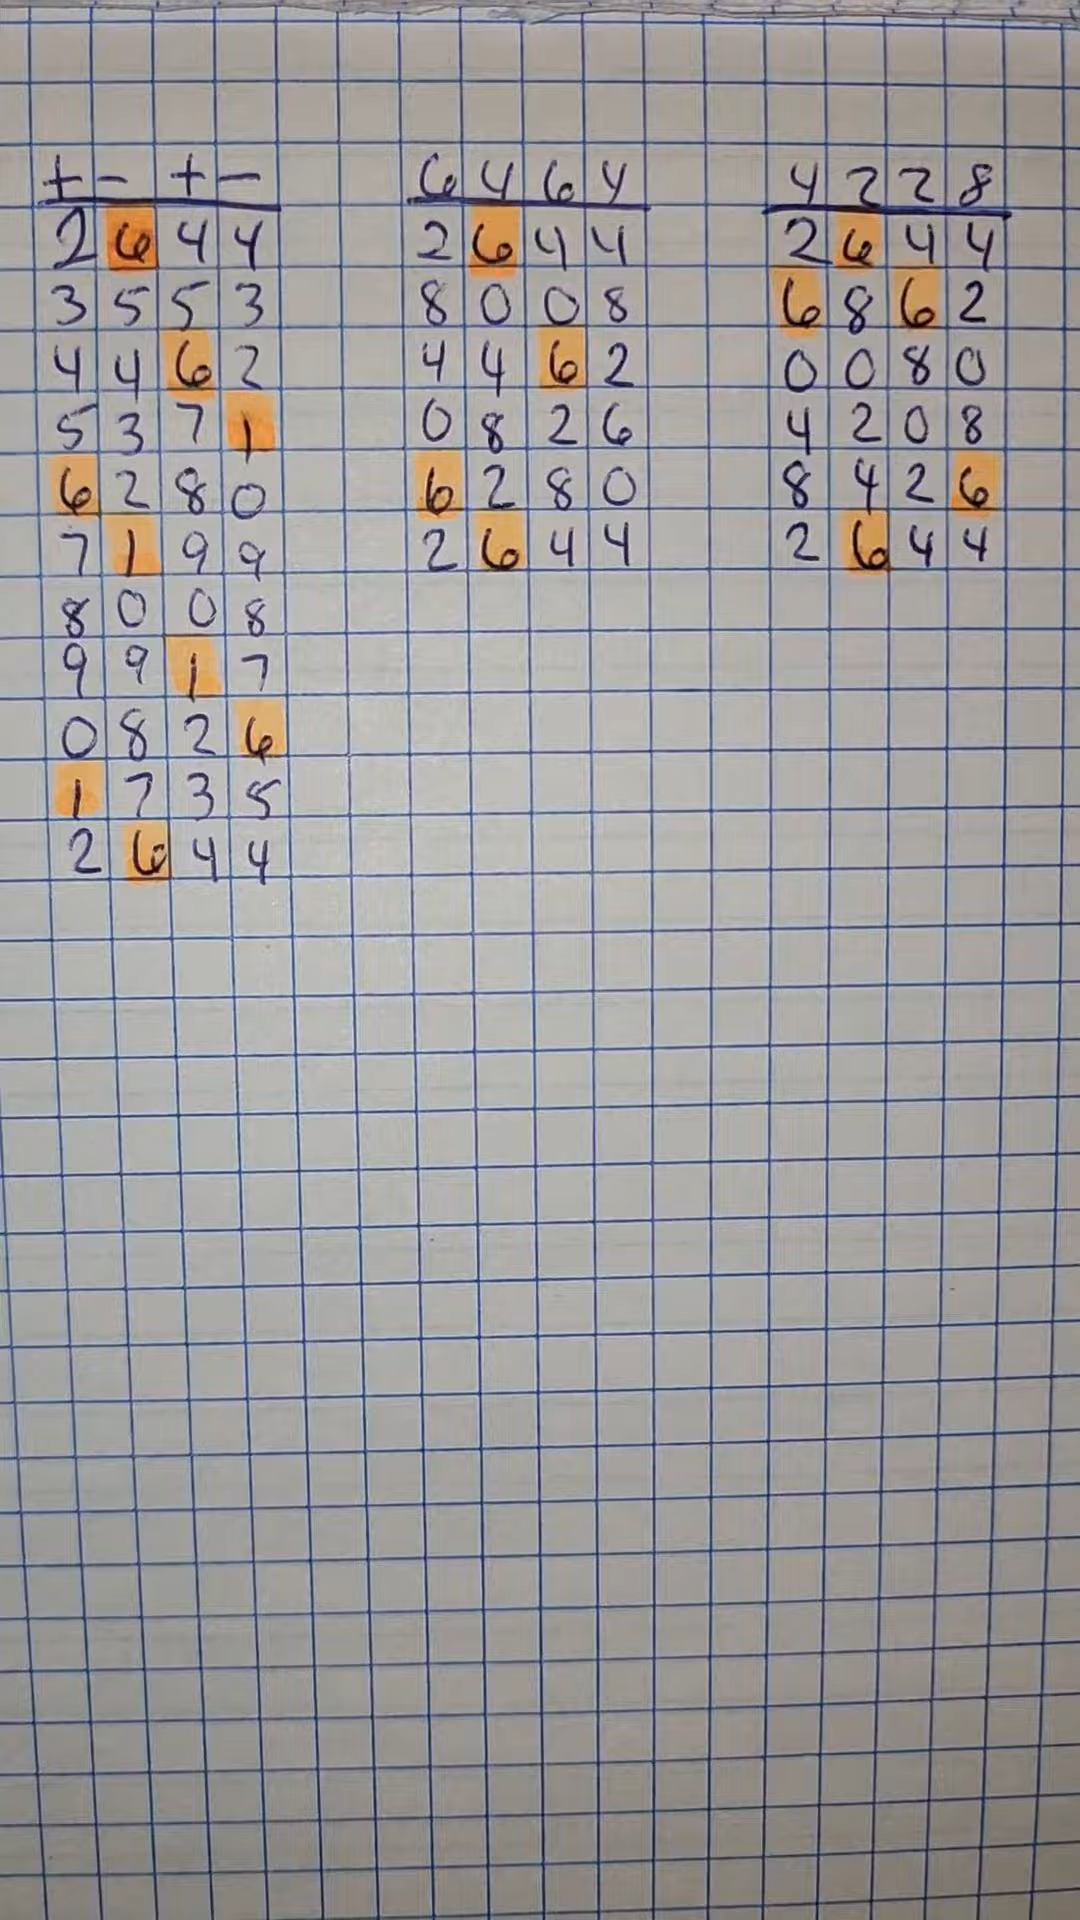 + - + -
2 6 4 4
3 5 5 3
4 4 6 2
5 3 7 1
6 2 8 0
7 1 9 9
8 0 0 8
9 9 1 7
0 8 2 6
1 7 3 5
2 6 4 4
6 4 6 4
2 6 4 4
8 0 0 8
4 4 6 2
0 8 2 6
6 2 8 0
2 6 4 4
4 2 2 8
2 6 4 4
6 8 6 2
0 0 8 0
4 2 0 8
8 4 2 6
2 6 4 4